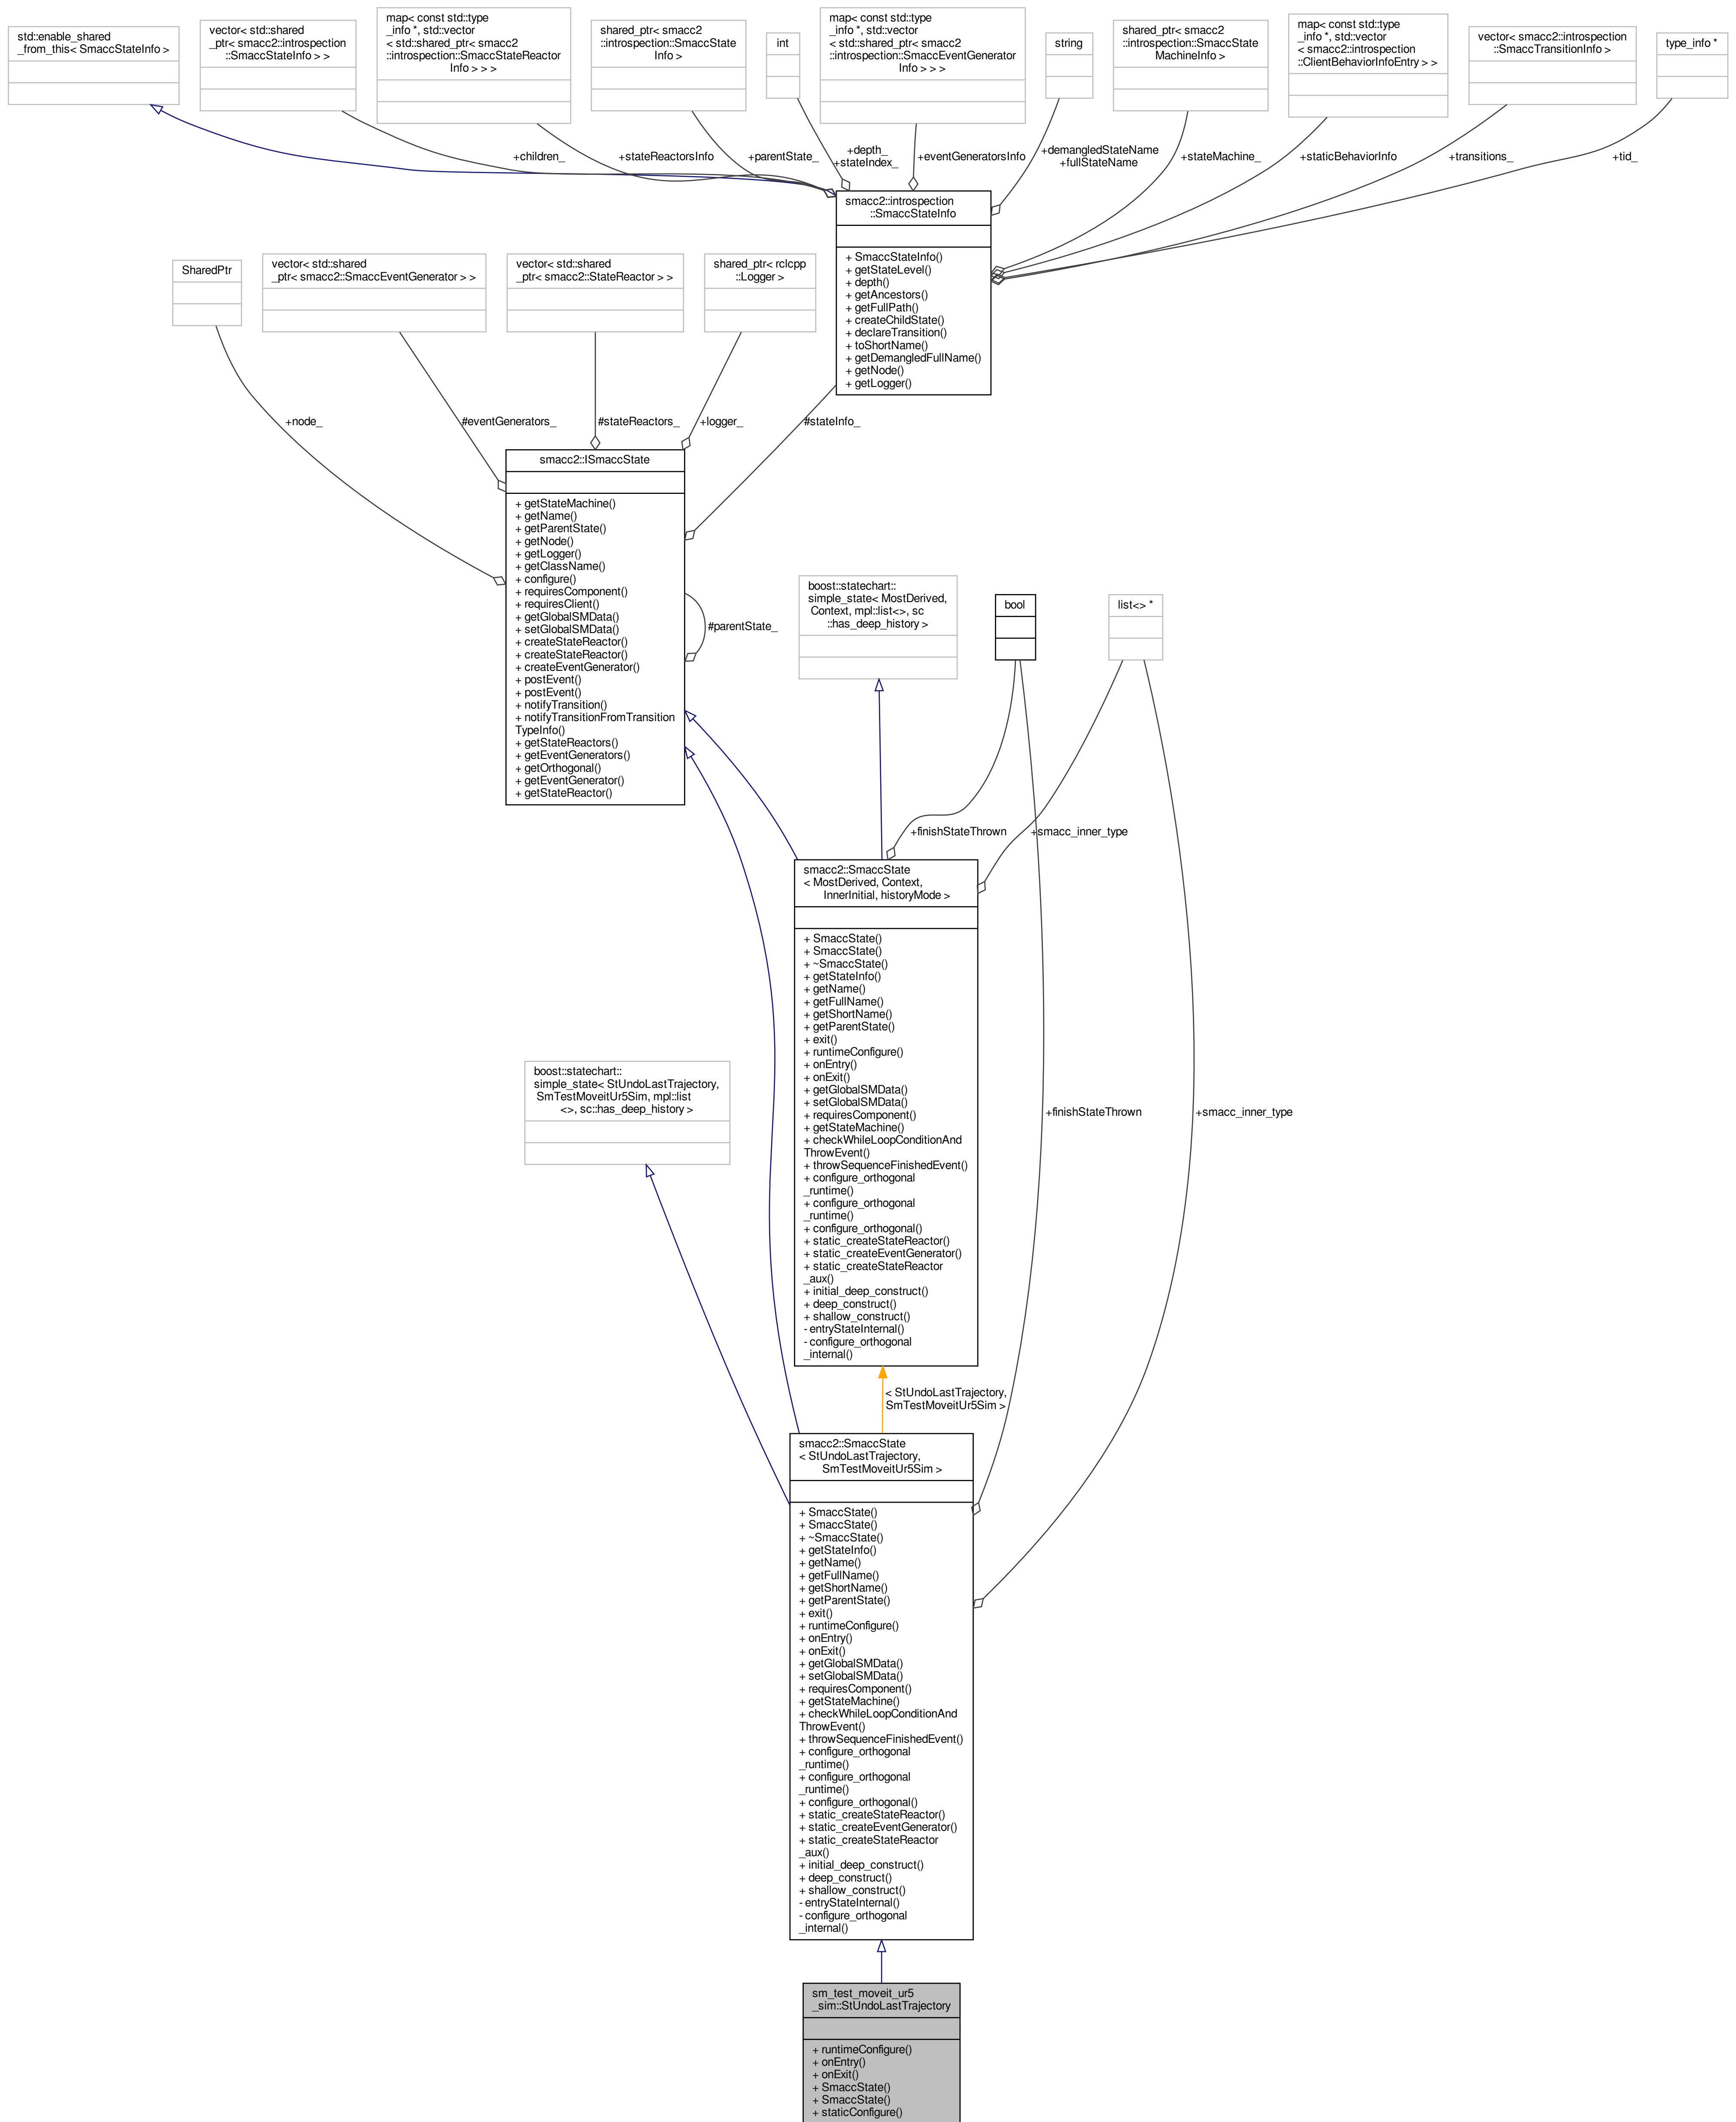 std::enable_shared
_from_this< SmaccStateInfo >
vector< std::shared
_ptr< smacc2::introspection
::SmaccStateInfo > >
map< const std::type
_info *, std::vector
< std::shared_ptr< smacc2
::introspection::SmaccStateReactor
Info > > >
shared_ptr< smacc2
::introspection::SmaccState
Info >
int
map< const std::type
_info *, std::vector
< std::shared_ptr< smacc2
::introspection::SmaccEventGenerator
Info > > >
string
shared_ptr< smacc2
::introspection::SmaccState
MachineInfo >
map< const std::type
_info *, std::vector
< smacc2::introspection
::ClientBehaviorInfoEntry > >
vector< smacc2::introspection
::SmaccTransitionInfo >
type_info *
+children_
+stateReactorsInfo
+parentState_
+depth_
+stateIndex_
+eventGeneratorsInfo
+demangledStateName
+fullStateName
+stateMachine_
+staticBehaviorInfo
+transitions_
+tid_
smacc2::introspection
::SmaccStateInfo
+ SmaccStateInfo()
+ getStateLevel()
+ depth()
+ getAncestors()
+ getFullPath()
+ createChildState()
+ declareTransition()
+ toShortName()
+ getDemangledFullName()
+ getNode()
+ getLogger()
SharedPtr
vector< std::shared
_ptr< smacc2::SmaccEventGenerator > >
vector< std::shared
_ptr< smacc2::StateReactor > >
shared_ptr< rclcpp
::Logger >
+node_
#eventGenerators_
#stateReactors_
+logger_
#stateInfo_
smacc2::ISmaccState
+ getStateMachine()
+ getName()
+ getParentState()
+ getNode()
+ getLogger()
+ getClassName()
+ configure()
+ requiresComponent()
+ requiresClient()
+ getGlobalSMData()
+ setGlobalSMData()
+ createStateReactor()
+ createStateReactor()
+ createEventGenerator()
+ postEvent()
+ postEvent()
+ notifyTransition()
+ notifyTransitionFromTransition
TypeInfo()
+ getStateReactors()
+ getEventGenerators()
+ getOrthogonal()
+ getEventGenerator()
+ getStateReactor()
#parentState_
boost::statechart::
simple_state< MostDerived,
Context, mpl::list<>, sc
::has_deep_history >
bool
list<> *
+finishStateThrown
+smacc_inner_type
smacc2::SmaccState
< MostDerived, Context,
InnerInitial, historyMode >
+ SmaccState()
+ SmaccState()
+ ~SmaccState()
+ getStateInfo()
+ getName()
+ getFullName()
+ getShortName()
+ getParentState()
+ exit()
+ runtimeConfigure()
+ onEntry()
+ onExit()
+ getGlobalSMData()
+ setGlobalSMData()
+ requiresComponent()
+ getStateMachine()
+ checkWhileLoopConditionAnd
ThrowEvent()
+ throwSequenceFinishedEvent()
+ configure_orthogonal
_runtime()
+ configure_orthogonal
_runtime()
+ configure_orthogonal()
+ static_createStateReactor()
+ static_createEventGenerator()
+ static_createStateReactor
_aux()
+ initial_deep_construct()
+ deep_construct()
+ shallow_construct()
- entryStateInternal()
- configure_orthogonal
_internal()
boost::statechart::
simple_state< StUndoLastTrajectory,
SmTestMoveitUr5Sim, mpl::list
<>, sc::has_deep_history >
+finishStateThrown
+smacc_inner_type
< StUndoLastTrajectory,
SmTestMoveitUr5Sim >
smacc2::SmaccState
< StUndoLastTrajectory,
SmTestMoveitUr5Sim >
+ SmaccState()
+ SmaccState()
+ ~SmaccState()
+ getStateInfo()
+ getName()
+ getFullName()
+ getShortName()
+ getParentState()
+ exit()
+ runtimeConfigure()
+ onEntry()
+ onExit()
+ getGlobalSMData()
+ setGlobalSMData()
+ requiresComponent()
+ getStateMachine()
+ checkWhileLoopConditionAnd
ThrowEvent()
+ throwSequenceFinishedEvent()
+ configure_orthogonal
_runtime()
+ configure_orthogonal
_runtime()
+ configure_orthogonal()
+ static_createStateReactor()
+ static_createEventGenerator()
+ static_createStateReactor
_aux()
+ initial_deep_construct()
+ deep_construct()
+ shallow_construct()
- entryStateInternal()
- configure_orthogonal
_internal()
sm_test_moveit_ur5
_sim::StUndoLastTrajectory
+ runtimeConfigure()
+ onEntry()
+ onExit()
+ SmaccState()
+ SmaccState()
+ staticConfigure()